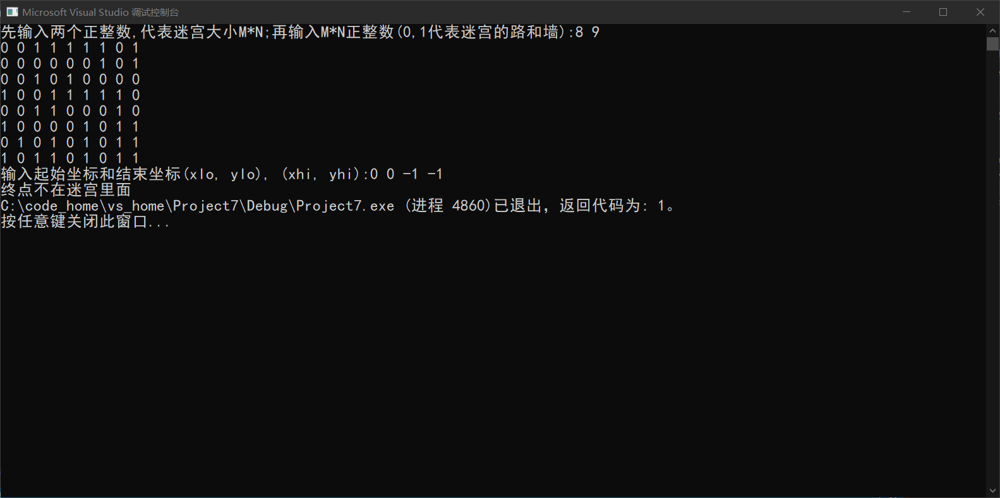 Microsoft Visual Studio 调试控制台
先输入两个正整数,代表迷宫大小M*N;再输入M*N正整数(0,1代表迷宫的路和墙):8 9
0 0 1 1 1 1 1 0 1
0 0 0 0 0 0 1 0 1
0 0 1 0 1 0 0 0 0
1 0 0 1 1 1 1 1 0
0 0 1 1 0 0 0 1 0
1 0 0 0 0 1 0 1 1
0 1 0 1 0 1 0 1 1
1 0 1 1 0 1 0 1 1
输入起始坐标和结束坐标(xlo, ylo), (xhi, yhi):0 0 -1 -1
终点不在迷宫里面
C:\code_home\vs_home\Project7\Debug\Project7.exe (进程 4860)已退出，返回代码为: 1。
按任意键关闭此窗口...